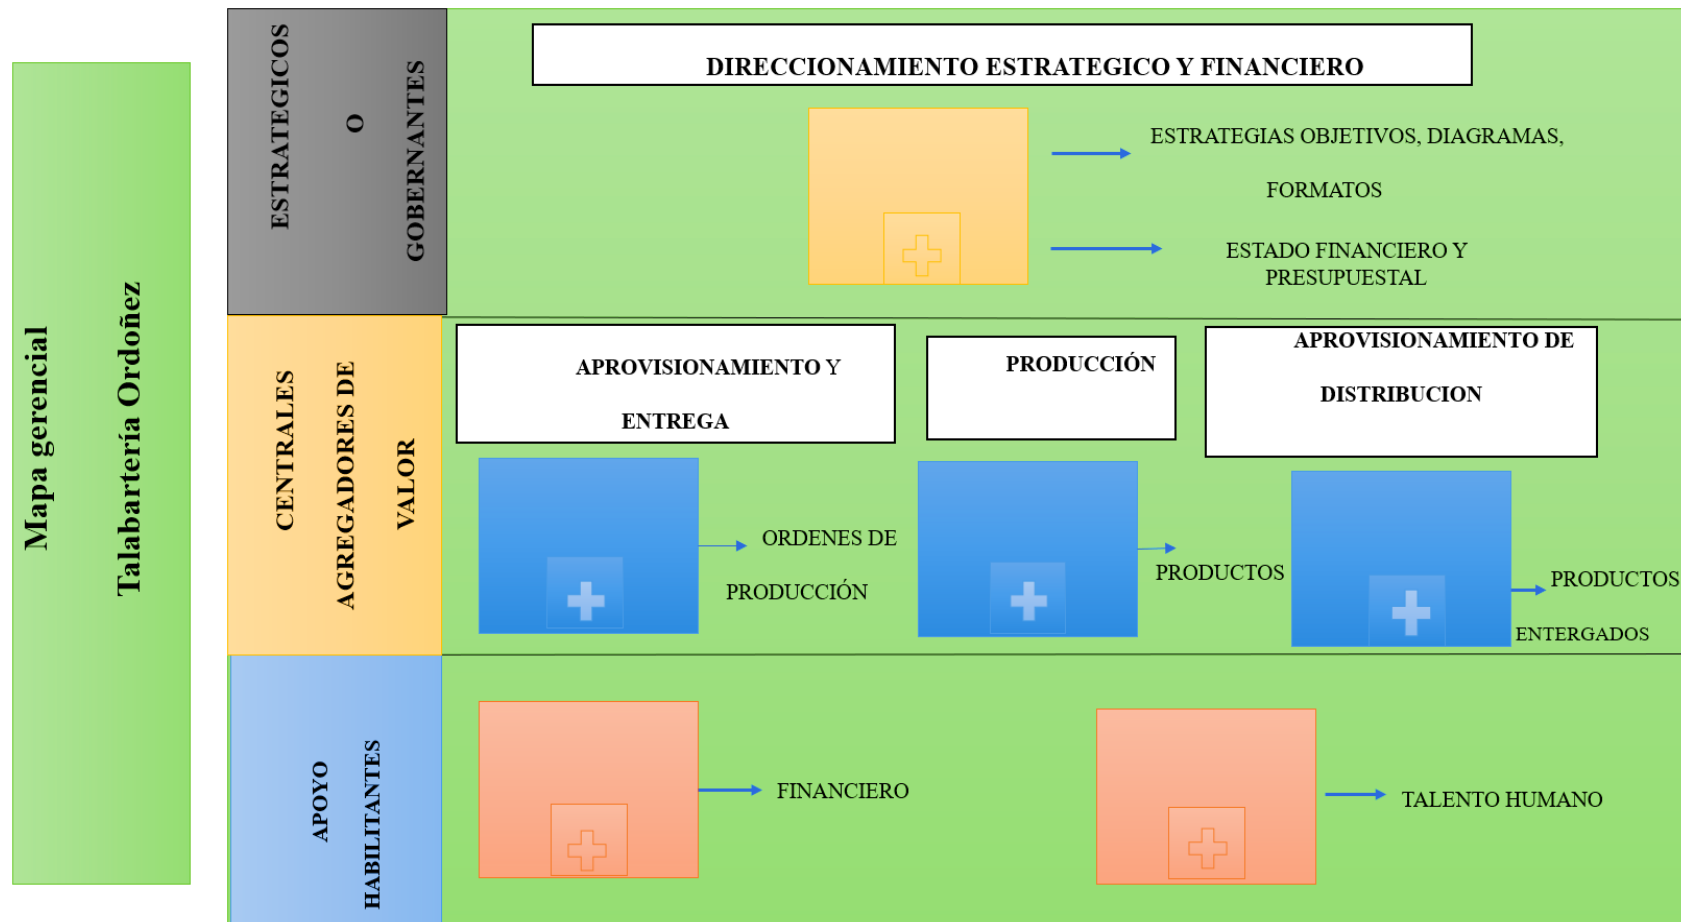 Mapa gerencial
Talabartería Ordoñez
ESTRATEGICOS
O
GOBERNANTES
DIRECCIONAMIENTO ESTRATEGICO Y FINANCIERO
ESTRATEGIAS OBJETIVOS, DIAGRAMAS,
FORMATOS
ESTADO FINANCIERO Y
PRESUPUESTAL
CENTRALES
AGREGADORES DE
VALOR
APROVISIONAMIENTO Y
ENTREGA
PRODUCCIÓN
APROVISIONAMIENTO DE
DISTRIBUCION
ORDENES DE
PRODUCCIÓN
PRODUCTOS
PRODUCTOS
ENTERGADOS
APOYO
HABILITANTES
FINANCIERO
TALENTO HUMANO